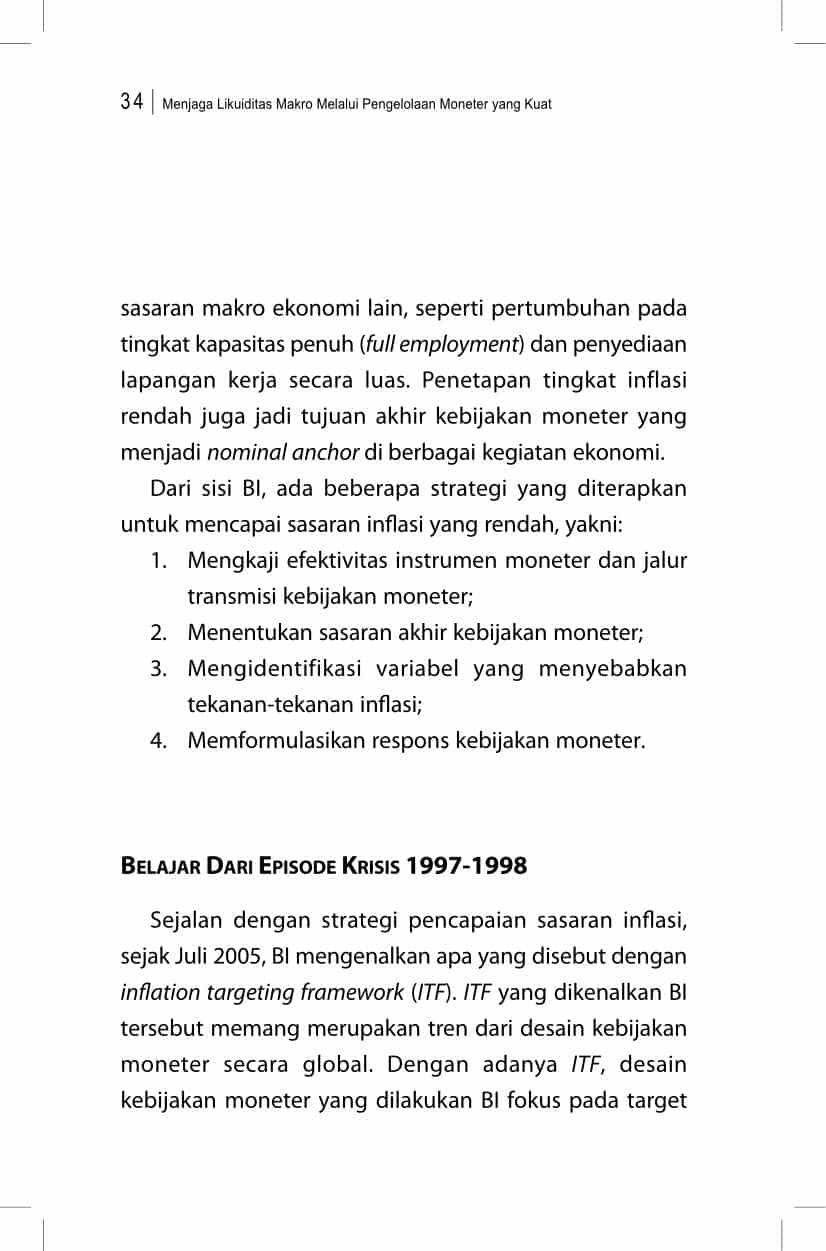 34 | Menjaga Likuiditas Makro Melalui Pengelolaan Moneter yang Kuat
sasaran makro ekonomi lain, seperti pertumbuhan pada
tingkat kapasitas penuh (full employment) dan penyediaan
lapangan kerja secara luas. Penetapan tingkat inflasi
rendah juga jadi tujuan akhir kebijakan moneter yang
menjadi nominal anchor di berbagai kegiatan ekonomi.
Dari sisi BI, ada beberapa strategi yang diterapkan
untuk mencapai sasaran inflasi yang rendah, yakni:
1. Mengkaji efektivitas instrumen moneter dan jalur
transmisi kebijakan moneter;
2. Menentukan sasaran akhir kebijakan moneter;
3. Mengidentifikasi variabel yang menyebabkan
tekanan-tekanan inflasi;
4. Memformulasikan respons kebijakan moneter.
BELAJAR DARI EPISODE KRISIS 1997-1998
Sejalan dengan strategi pencapaian sasaran inflasi,
sejak Juli 2005, BI mengenalkan apa yang disebut dengan
inflation targeting framework (ITF). ITF yang dikenalkan BI
tersebut memang merupakan tren dari desain kebijakan
moneter secara global. Dengan adanya ITF, desain
kebijakan moneter yang dilakukan BI fokus pada target